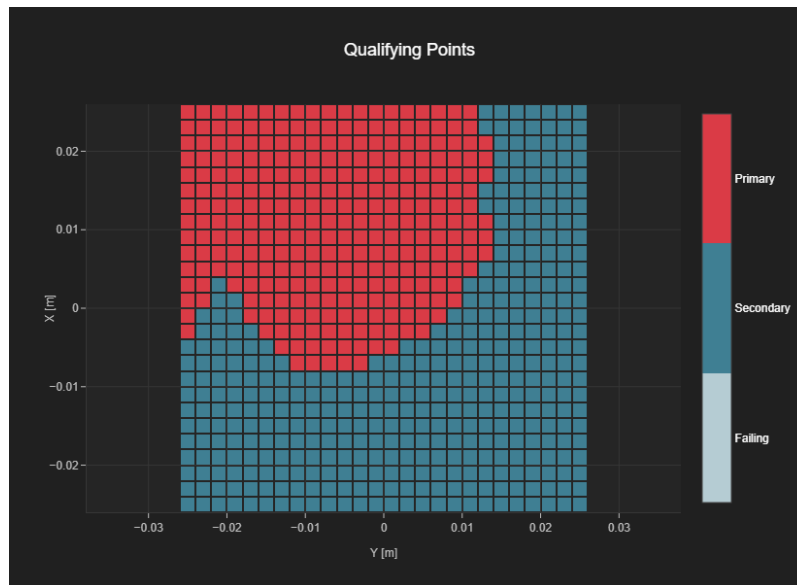 Qualifying Points
0.02
0.01
0
−0.01
−0.02
X [m]
−0.03
−0.02
−0.01
0
0.01
0.02
0.03
Y [m]
Primary
Secondary
Failing